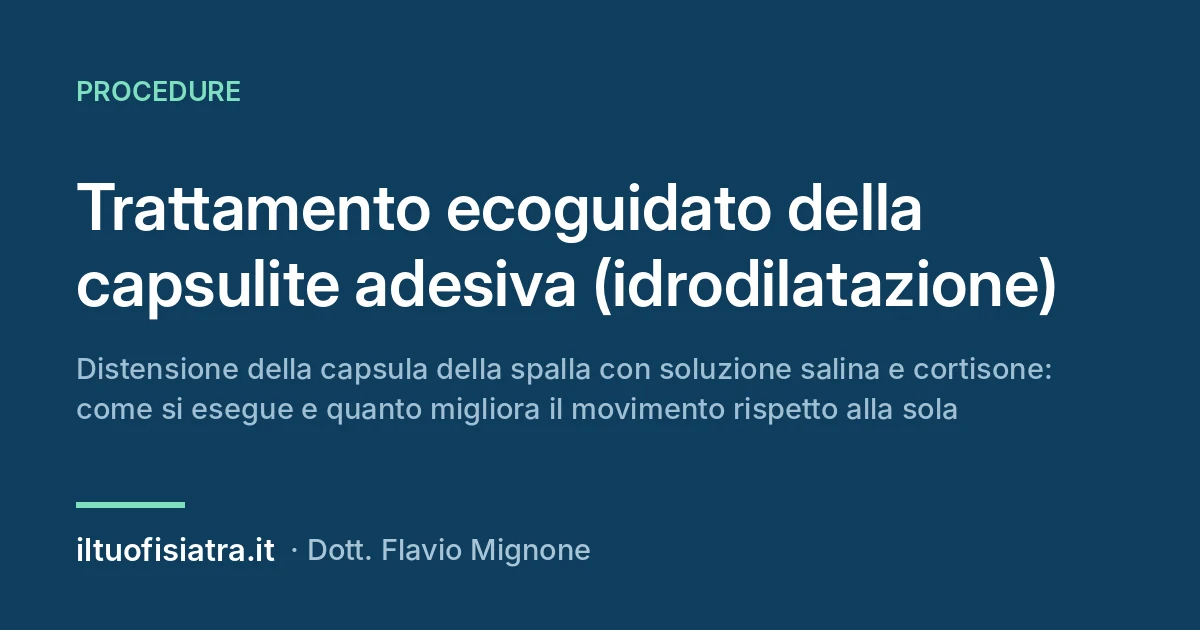 PROCEDURE
Trattamento ecoguidato della
capsulite adesiva (idrodilatazione)
Distensione della capsula della spalla con soluzione salina e cortisone:
come si esegue e quanto migliora il movimento rispetto alla sola
iltuofisiatra.it · Dott. Flavio Mignone